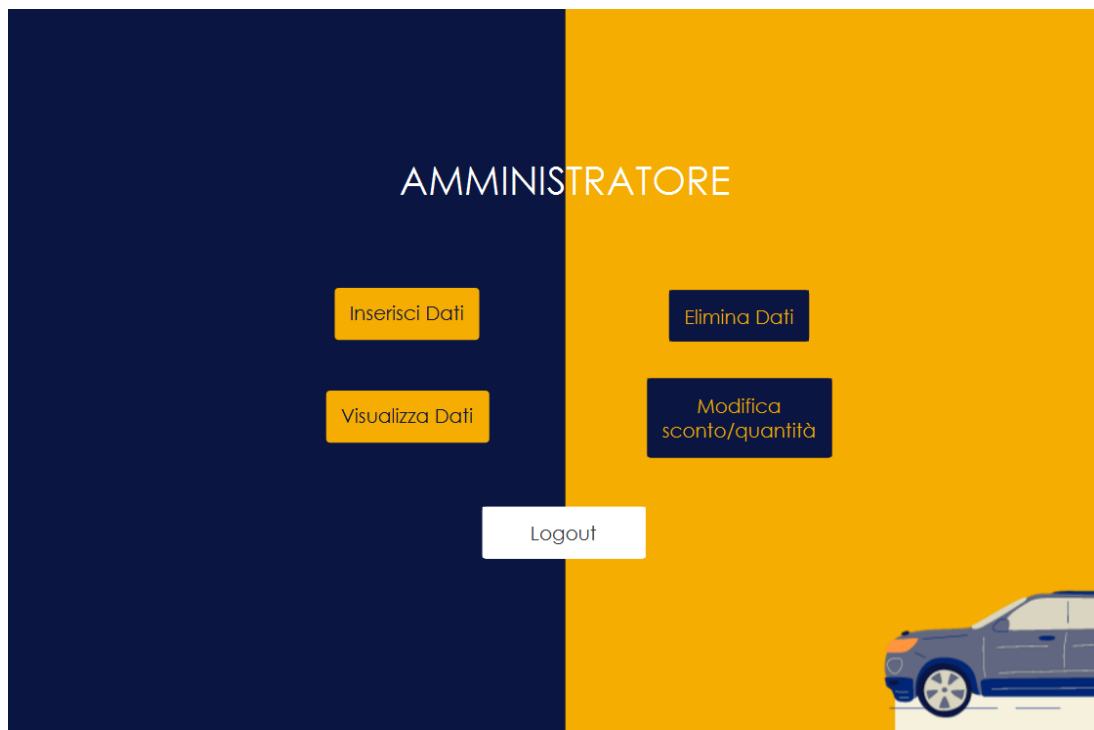 AMMINISTRATORE
Inserisci Dati
Elimina Dati
Visualizza Dati
Modifica
sconto/quantità
Logout